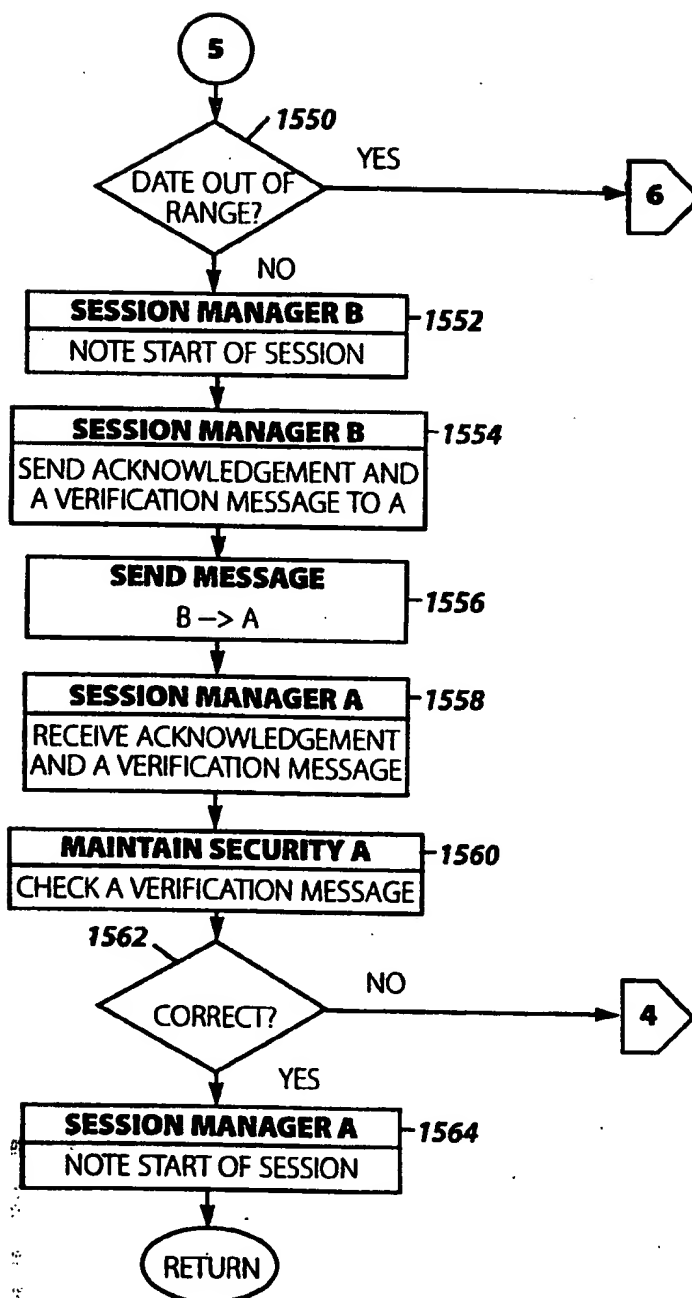 5
1550
YES
DATE OUT OF
RANGE?
6
NO
SESSION MANAGER B
1552
NOTE START OF SESSION
SESSION MANAGER B
1554
SEND ACKNOWLEDGEMENT AND
A VERIFICATION MESSAGE TO A
SEND MESSAGE
1556
B –> A
SESSION MANAGER A
1558
RECEIVE ACKNOWLEDGEMENT
AND A VERIFICATION MESSAGE
MAINTAIN SECURITY A
1560
CHECK A VERIFICATION MESSAGE
1562
NO
CORRECT?
4
YES
SESSION MANAGER A
1564
NOTE START OF SESSION
RETURN